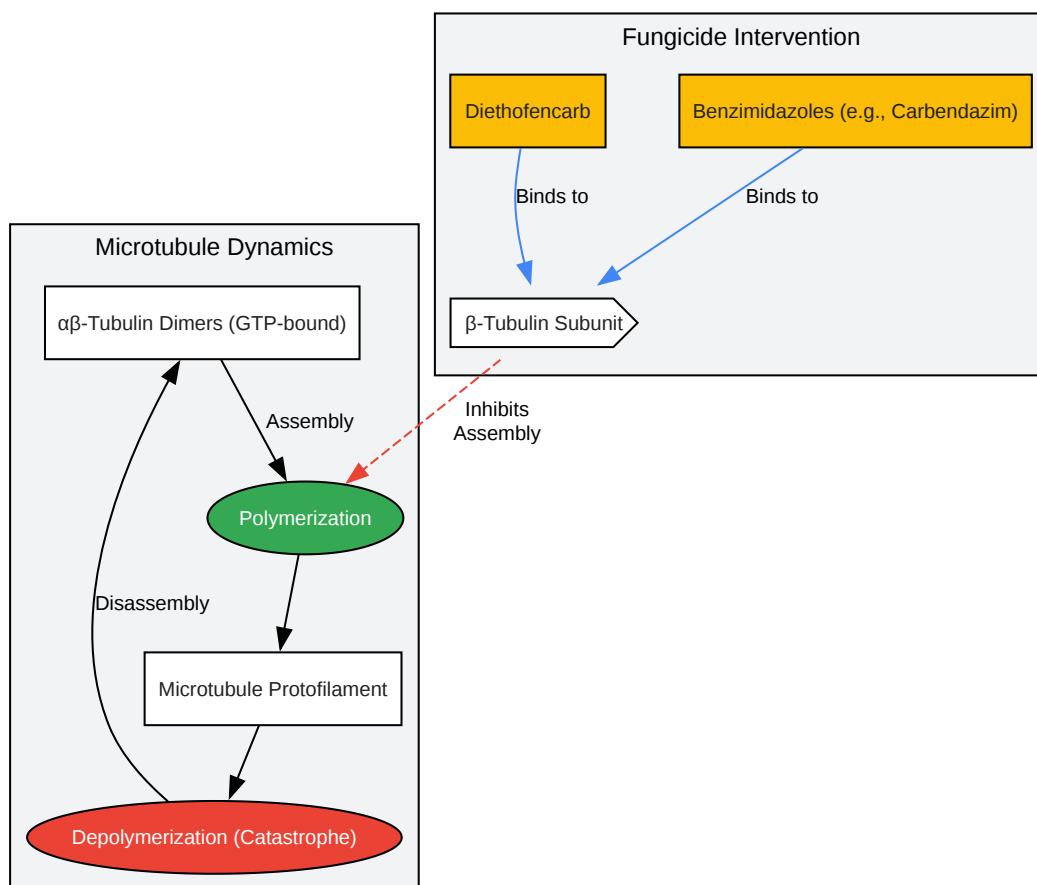 Fungicide Intervention
Diethofencarb
Benzimidazoles (e.g., Carbendazim)
Binds to
Binds to
β-Tubulin Subunit
Inhibits
Assembly
Microtubule Dynamics
αβ-Tubulin Dimers (GTP-bound)
Assembly
Polymerization
Disassembly
Microtubule Protofilament
Depolymerization (Catastrophe)